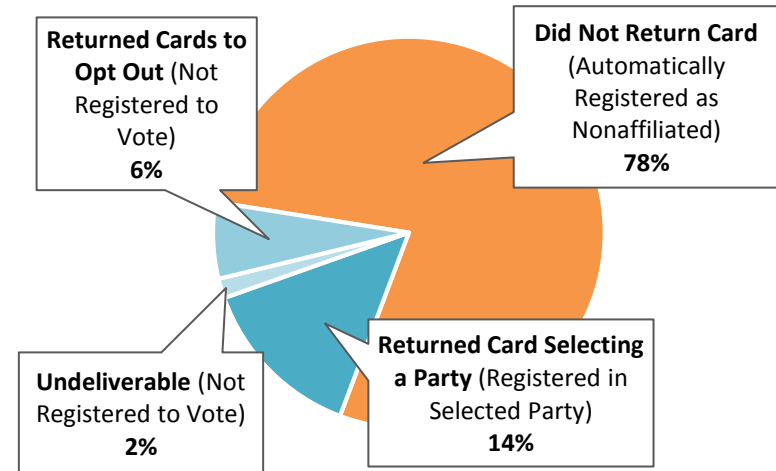 Returned Cards to
Opt Out (Not
Registered to
Vote)
6%
Did Not Return Card
(Automatically
Registered as
Nonaffiliated)
78%
Undeliverable (Not
Registered to Vote)
2%
Returned Card Selecting
a Party (Registered in
Selected Party)
14%